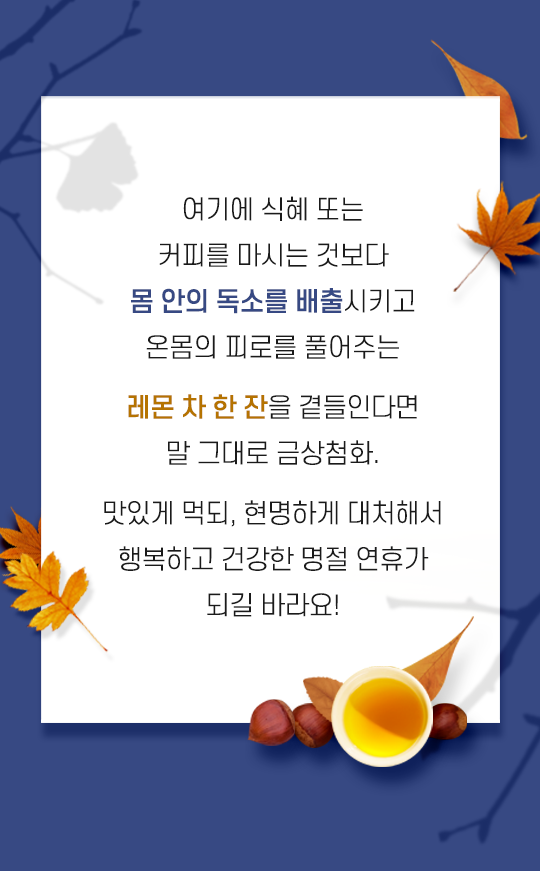 여기에 식혜 또는
커피를 마시는 것보다
몸 안의 독소를 배출시키고
온몸의 피로를 풀어주는
레몬 차 한 잔을 곁들인다면
말 그대로 금상첨화.
맛있게 먹되, 현명하게 대처해서
행복하고 건강한 명절 연휴가
되길 바라요!